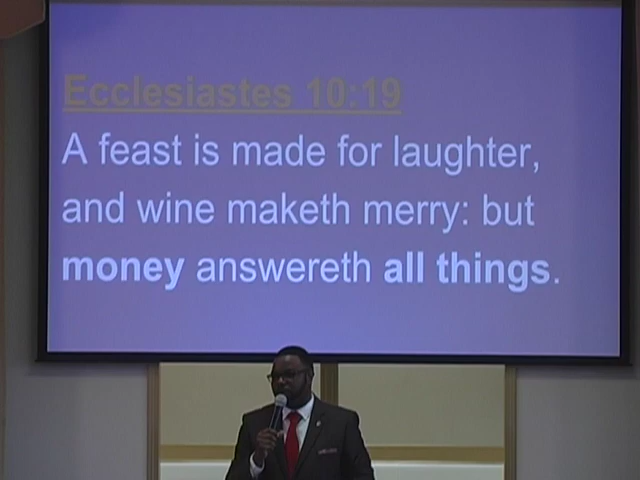 Ecclesiastes 10:19
A feast is made for laughter,
and wine maketh merry: but
money answereth all things.